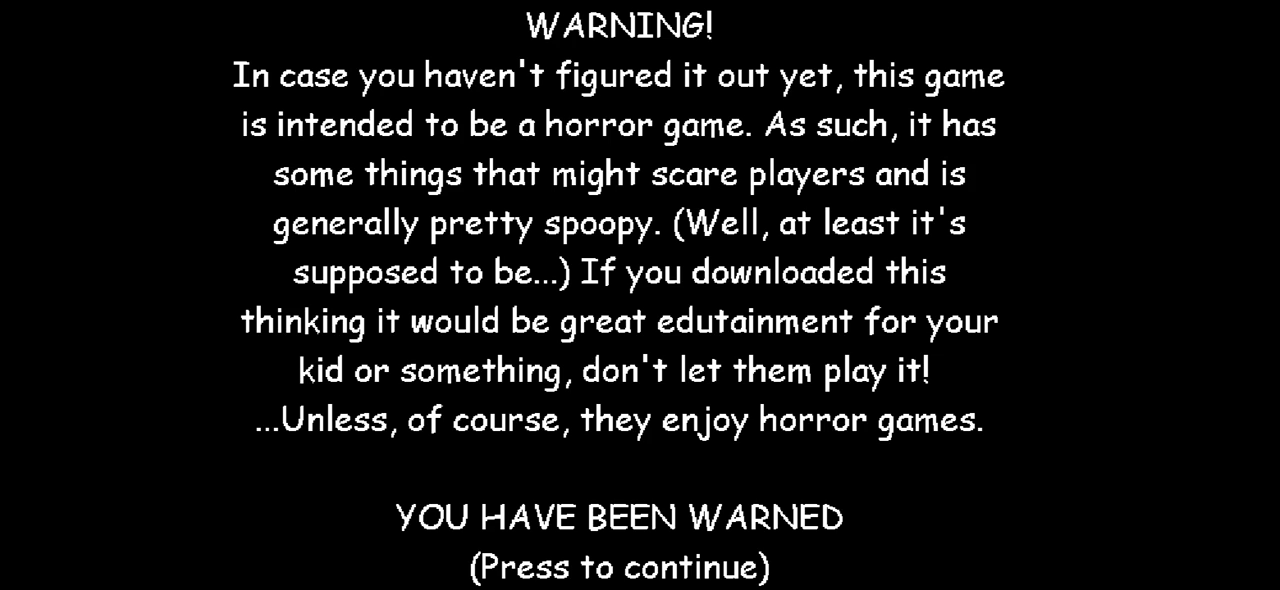 WARNING!
In case you haven't figured it out yet, this game
is intended to be a horror game. As such, it has
some things that might scare players and is
generally pretty spoopy. (Well, at least it's
supposed to be...) If you downloaded this
thinking it would be great edutainment for your
kid or something, don't let them play it!
...Unless, of course, they enjoy horror games.
YOU HAVE BEEN WARNED
(Press to continue)